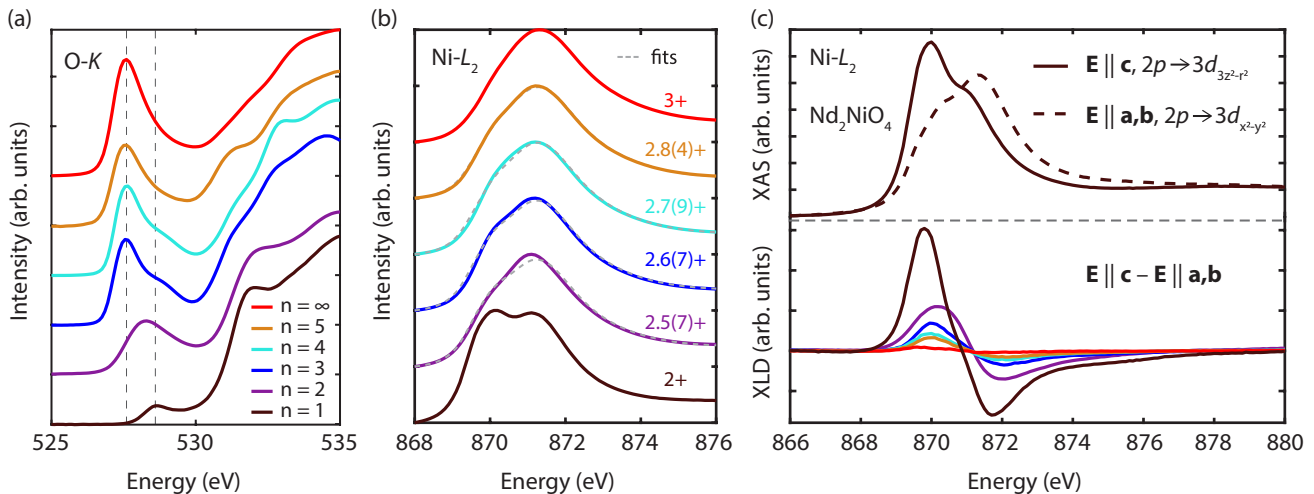 (a)
O-K
Intensity (arb. units)
n = ∞
n = 5
n = 4
n = 3
n = 2
n = 1
525
530
535
Energy (eV)
(b)
Ni-L₂
fits
Intensity (arb. units)
3+
2.8(4)+
2.7(9)+
2.6(7)+
2.5(7)+
2+
868
870
872
874
876
Energy (eV)
(c)
Ni-L₂
Nd₂NiO₄
E || c, 2p → 3d₃z²-r²
E || a,b, 2p → 3dx²-y²
XAS (arb. units)
E || c – E || a,b
XLD (arb. units)
866
868
870
872
874
876
878
880
Energy (eV)